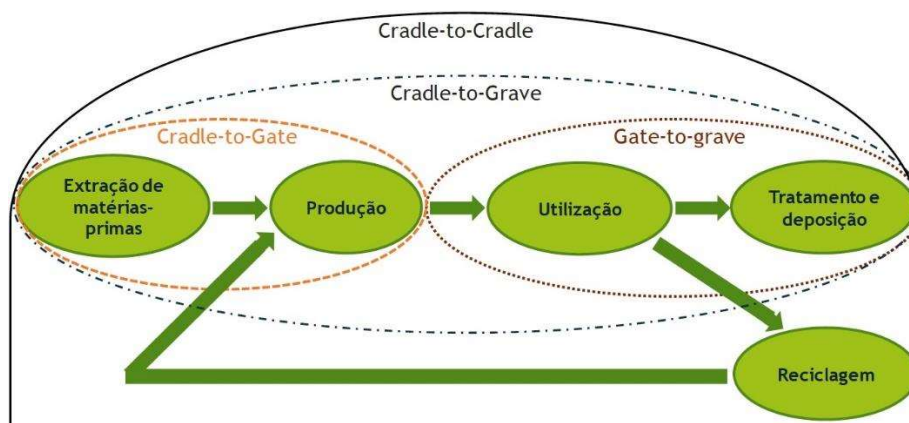 Cradle-to-Cradle
Cradle-to-Grave
Cradle-to-Gate
Gate-to-grave
Extração de
matérias-
primas
Produção
Utilização
Tratamento e
deposição
Reciclagem